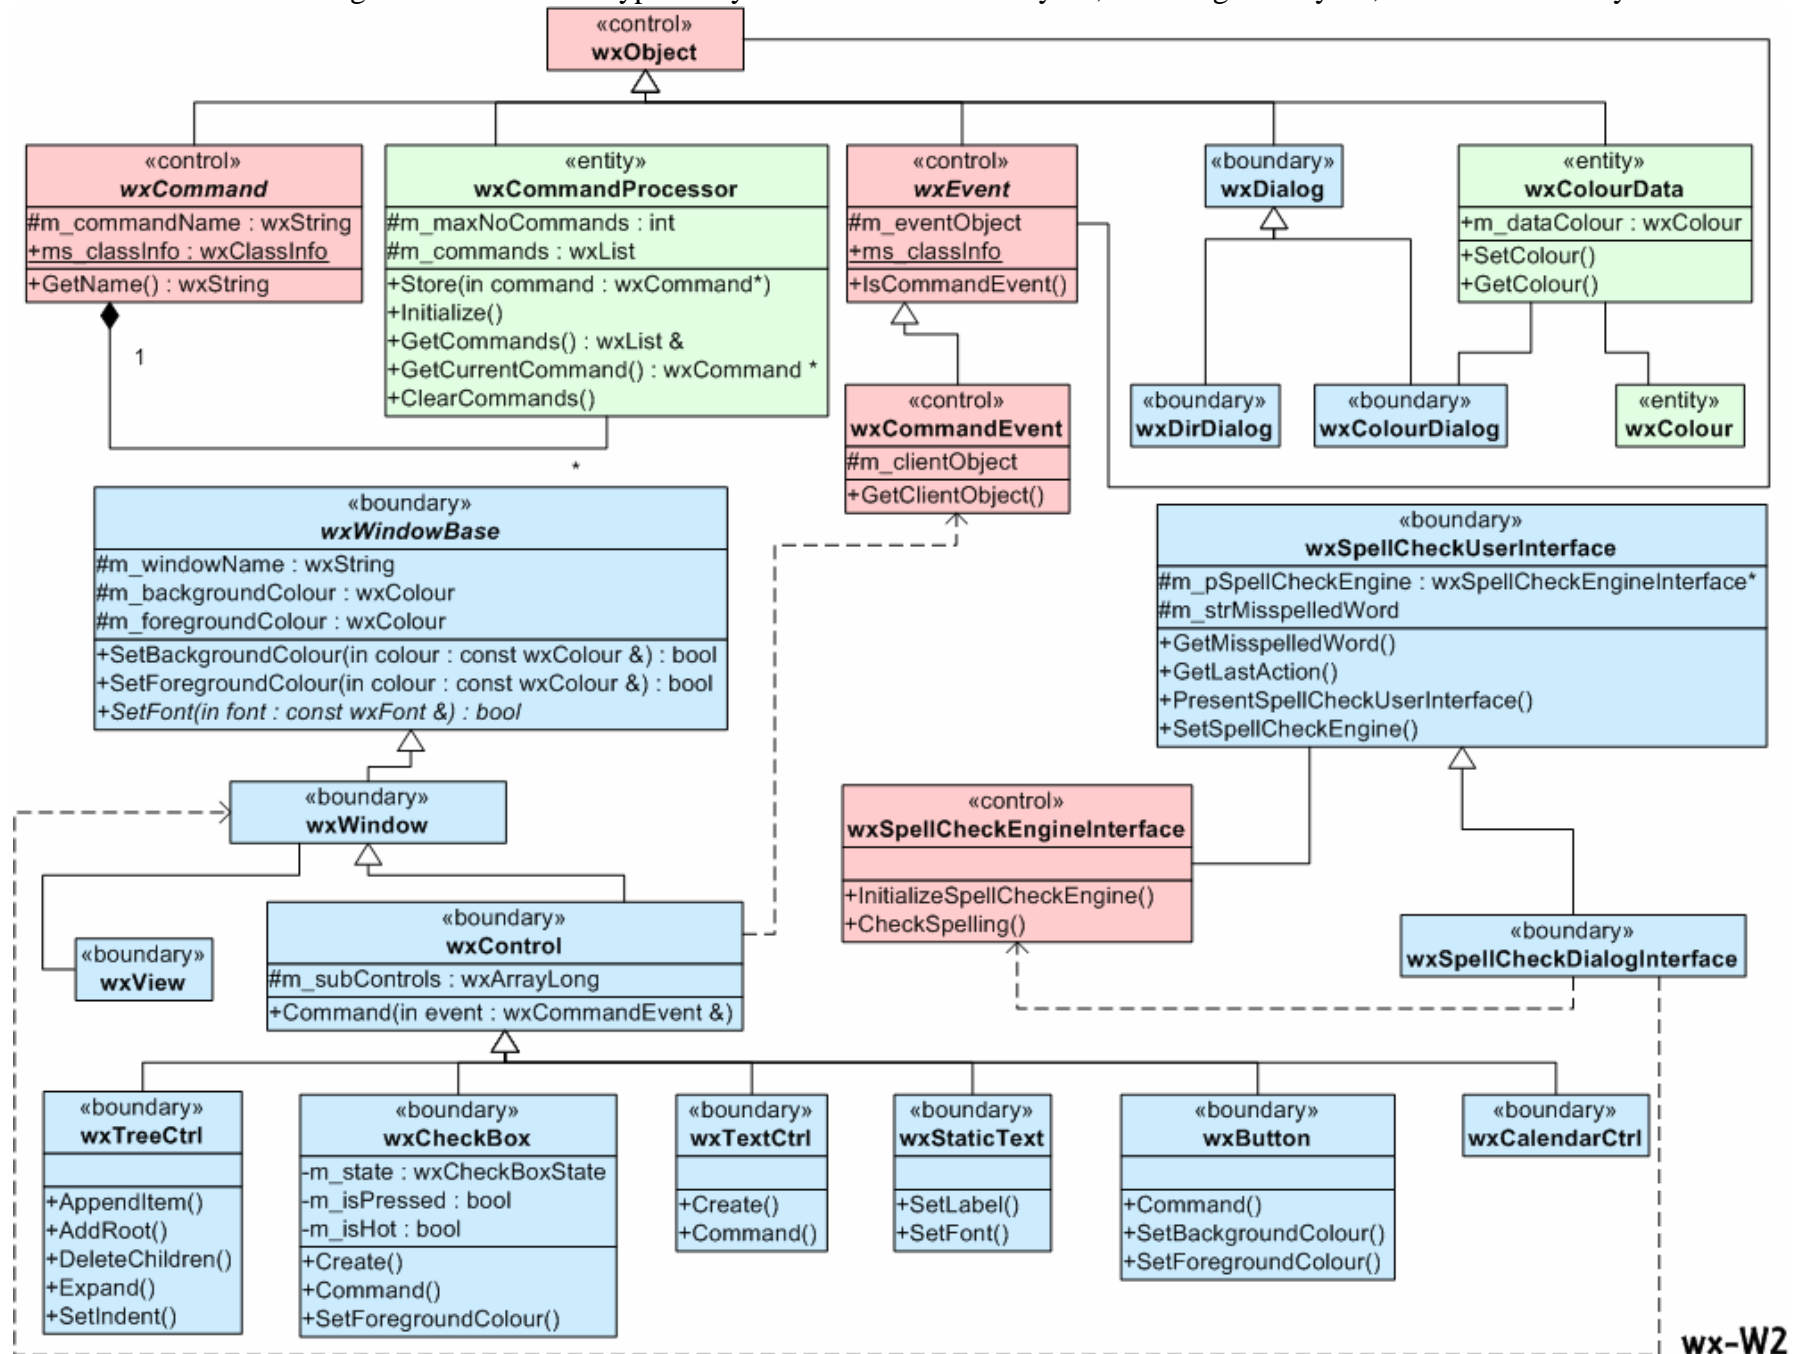 «control»
wxObject
«control»
wxCommand
#m_commandName : wxString
+ms_classInfo : wxClassInfo
+GetName() : wxString
1
«entity»
wxCommandProcessor
#m_maxNoCommands : int
#m_commands : wxList
+Store(in command : wxCommand*)
+Initialize()
+GetCommands() : wxList &
+GetCurrentCommand() : wxCommand *
+ClearCommands()
*
«control»
wxEvent
#m_eventObject
+ms_classInfo
+IsCommandEvent()
«boundary»
wxDialog
«entity»
wxColourData
+m_dataColour : wxColour
+SetColour()
+GetColour()
«control»
wxCommandEvent
#m_clientObject
+GetClientObject()
«boundary»
wxDirDialog
«boundary»
wxColourDialog
«entity»
wxColour
«boundary»
wxWindowBase
#m_windowName : wxString
#m_backgroundColour : wxColour
#m_foregroundColour : wxColour
+SetBackgroundColour(in colour : const wxColour &) : bool
+SetForegroundColour(in colour : const wxColour &) : bool
+SetFont(in font : const wxFont &) : bool
«boundary»
wxSpellCheckUserInterface
#m_pSpellCheckEngine : wxSpellCheckEngineInterface*
#m_strMisspelledWord
+GetMisspelledWord()
+GetLastAction()
+PresentSpellCheckUserInterface()
+SetSpellCheckEngine()
«boundary»
wxWindow
«control»
wxSpellCheckEngineInterface
+InitializeSpellCheckEngine()
+CheckSpelling()
«boundary»
wxView
«boundary»
wxControl
#m_subControls : wxArrayLong
+Command(in event : wxCommandEvent &)
«boundary»
wxSpellCheckDialogInterface
«boundary»
wxTreeCtrl
+AppendItem()
+AddRoot()
+DeleteChildren()
+Expand()
+SetIndent()
«boundary»
wxCheckBox
-m_state : wxCheckBoxState
-m_isPressed : bool
-m_isHot : bool
+Create()
+Command()
+SetForegroundColour()
«boundary»
wxTextCtrl
+Create()
+Command()
«boundary»
wxStaticText
+SetLabel()
+SetFont()
«boundary»
wxButton
+Command()
+SetBackgroundColour()
+SetForegroundColour()
«boundary»
wxCalendarCtrl
wx-W2